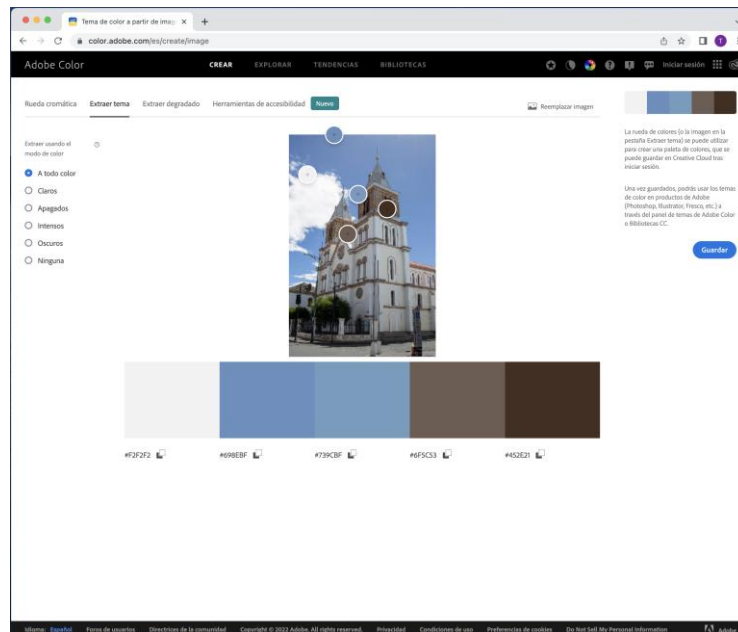 Tema de color a partir de imag
color.adobe.com/es/create/image
T
Adobe Color
CREAR
EXPLORAR
TENDENCIAS
BIBLIOTECAS
Iniciar sesión
Rueda cromática
Extraer tema
Extraer degradado
Herramientas de accesibilidad
Nuevo
Reemplazar imagen
Extraer usando el
modo de color
A todo color
Claros
Apagados
Intensos
Oscuros
Ninguna
La rueda de colores (o la imagen en la
pestaña Extraer tema) se puede utilizar
para crear una paleta de colores, que se
puede guardar en Creative Cloud tras
iniciar sesión.
Una vez guardados, podrás usar los temas
de color en productos de Adobe
(Photoshop, Illustrator, Fresco, etc.) a
través del panel de temas de Adobe Color
o Bibliotecas CC.
Guardar
#F2F2F2
#698EBF
#739CBF
#6F5C53
#452E21
Idioma: Español
Foros de usuarios
Directrices de la comunidad
Copyright © 2022 Adobe. All rights reserved.
Privacidad
Condiciones de uso
Preferencias de cookies
Do Not Sell My Personal Information
Adobe